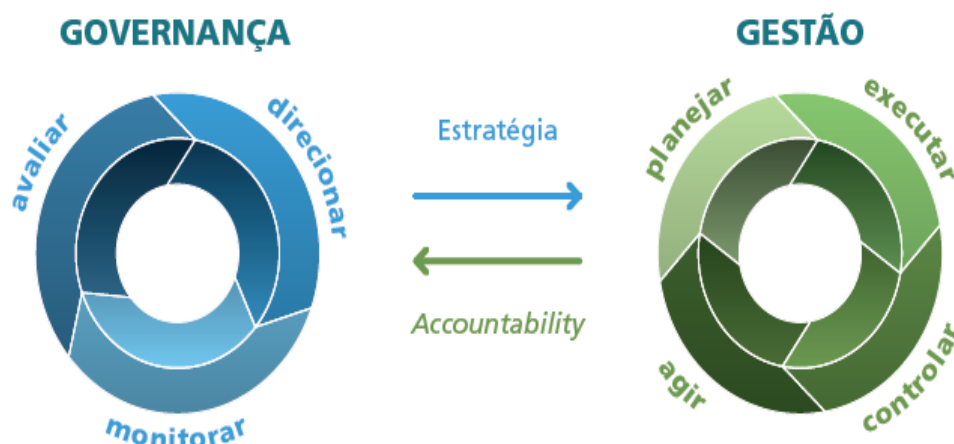 GOVERNANÇA
avaliar
direcionar
monitorar
Estratégia
Accountability
GESTÃO
planejar
executar
controlar
agir